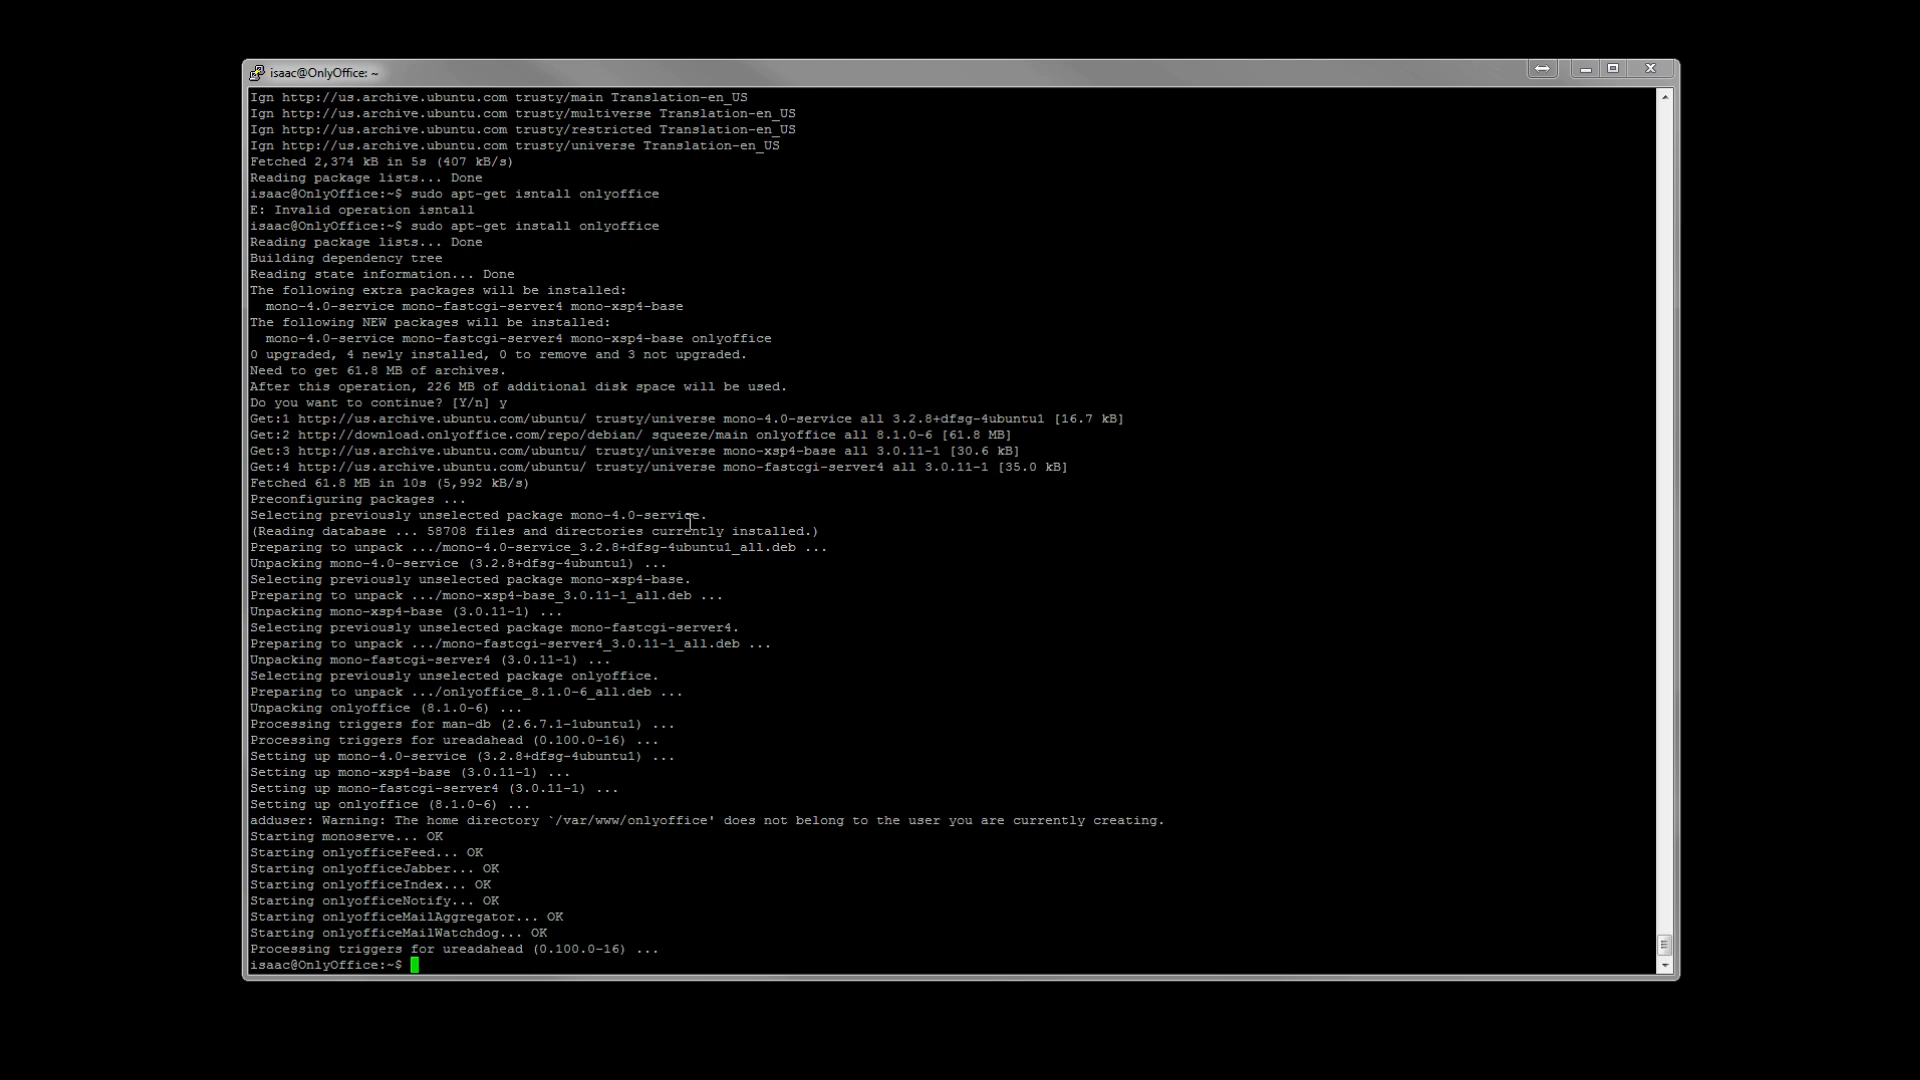 isaac@OnlyOffice: ~
Ign http://us.archive.ubuntu.com trusty/main Translation-en_US
Ign http://us.archive.ubuntu.com trusty/multiverse Translation-en_US
Ign http://us.archive.ubuntu.com trusty/restricted Translation-en_US
Ign http://us.archive.ubuntu.com trusty/universe Translation-en_US
Fetched 2,374 kB in 5s (407 kB/s)
Reading package lists... Done
isaac@OnlyOffice:~$ sudo apt-get isntall onlyoffice
E: Invalid operation isntall
isaac@OnlyOffice:~$ sudo apt-get install onlyoffice
Reading package lists... Done
Building dependency tree
Reading state information... Done
The following extra packages will be installed:
  mono-4.0-service mono-fastcgi-server4 mono-xsp4-base
The following NEW packages will be installed:
  mono-4.0-service mono-fastcgi-server4 mono-xsp4-base onlyoffice
0 upgraded, 4 newly installed, 0 to remove and 3 not upgraded.
Need to get 61.8 MB of archives.
After this operation, 226 MB of additional disk space will be used.
Do you want to continue? [Y/n] y
Get:1 http://us.archive.ubuntu.com/ubuntu/ trusty/universe mono-4.0-service all 3.2.8+dfsg-4ubuntu1 [16.7 kB]
Get:2 http://download.onlyoffice.com/repo/debian/ squeeze/main onlyoffice all 8.1.0-6 [61.8 MB]
Get:3 http://us.archive.ubuntu.com/ubuntu/ trusty/universe mono-xsp4-base all 3.0.11-1 [30.6 kB]
Get:4 http://us.archive.ubuntu.com/ubuntu/ trusty/universe mono-fastcgi-server4 all 3.0.11-1 [35.0 kB]
Fetched 61.8 MB in 10s (5,992 kB/s)
Preconfiguring packages ...
Selecting previously unselected package mono-4.0-service.
(Reading database ... 58708 files and directories currently installed.)
Preparing to unpack .../mono-4.0-service_3.2.8+dfsg-4ubuntu1_all.deb ...
Unpacking mono-4.0-service (3.2.8+dfsg-4ubuntu1) ...
Selecting previously unselected package mono-xsp4-base.
Preparing to unpack .../mono-xsp4-base_3.0.11-1_all.deb ...
Unpacking mono-xsp4-base (3.0.11-1) ...
Selecting previously unselected package mono-fastcgi-server4.
Preparing to unpack .../mono-fastcgi-server4_3.0.11-1_all.deb ...
Unpacking mono-fastcgi-server4 (3.0.11-1) ...
Selecting previously unselected package onlyoffice.
Preparing to unpack .../onlyoffice_8.1.0-6_all.deb ...
Unpacking onlyoffice (8.1.0-6) ...
Processing triggers for man-db (2.6.7.1-1ubuntu1) ...
Processing triggers for ureadahead (0.100.0-16) ...
Setting up mono-4.0-service (3.2.8+dfsg-4ubuntu1) ...
Setting up mono-xsp4-base (3.0.11-1) ...
Setting up mono-fastcgi-server4 (3.0.11-1) ...
Setting up onlyoffice (8.1.0-6) ...
adduser: Warning: The home directory `/var/www/onlyoffice' does not belong to the user you are currently creating.
Starting monoserve... OK
Starting onlyofficeFeed... OK
Starting onlyofficeJabber... OK
Starting onlyofficeIndex... OK
Starting onlyofficeNotify... OK
Starting onlyofficeMailAggregator... OK
Starting onlyofficeMailWatchdog... OK
Processing triggers for ureadahead (0.100.0-16) ...
isaac@OnlyOffice:~$